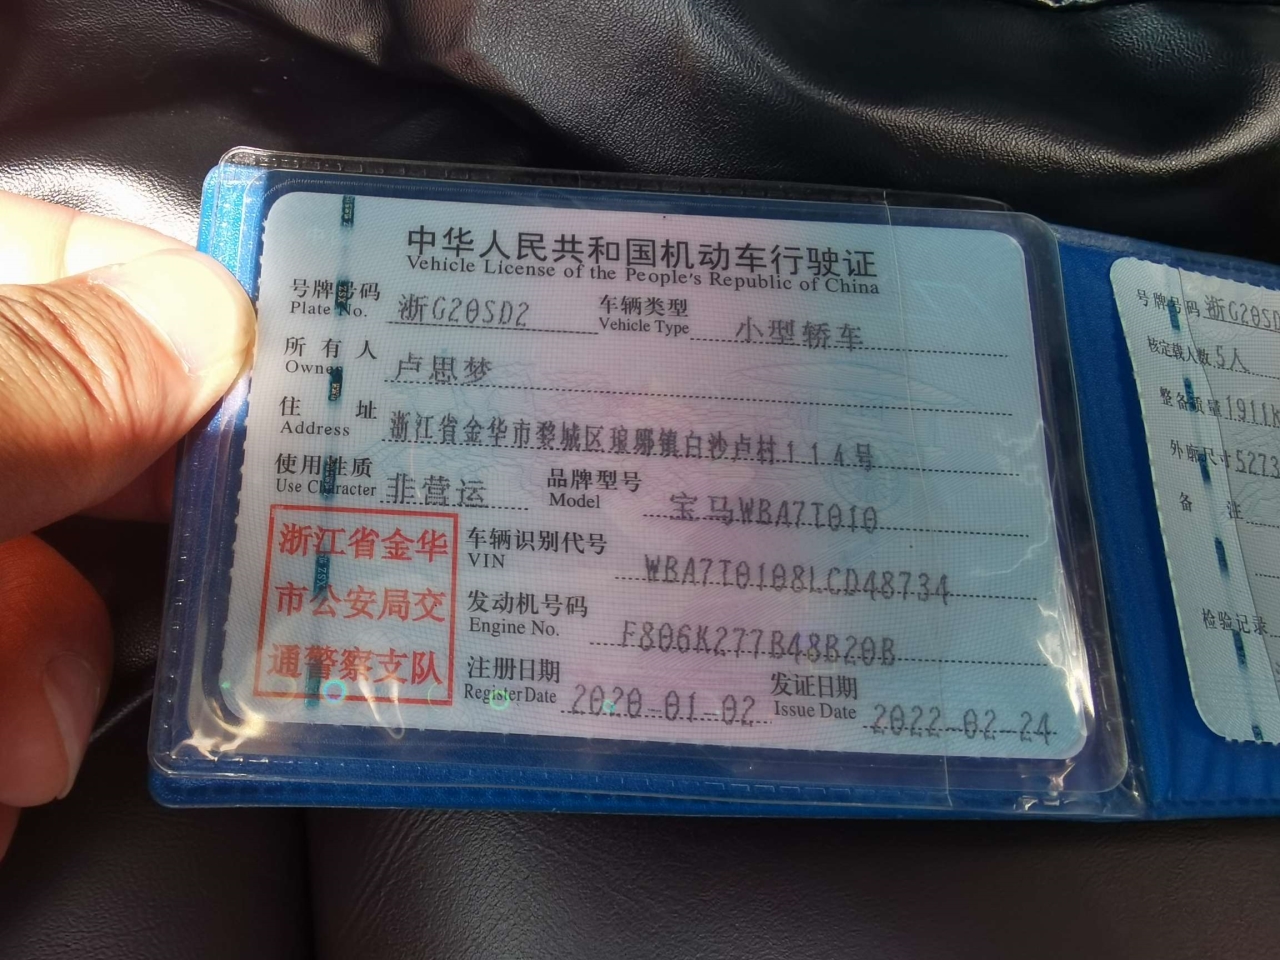 中华人民共和国机动车行驶证
Vehicle License of the People's Republic of China
号牌号码 浙G20SD2 车辆类型 小型轿车
Plate No. Vehicle Type
所有人 卢思梦
Owner
住址 浙江省金华市婺城区琅琊镇白沙卢村114号
Address
使用性质 非营运 品牌型号 宝马WBA7T010
Use Character Model
浙江省金华
市公安局交
通警察支队
车辆识别代号 WBA7T0108LCD48734
VIN
发动机号码 F806K277B48B20B
Engine No.
注册日期 2020-01-02 发证日期 2022-02-24
Register Date Issue Date
号牌号码 浙G20SD
核定载人数 5人
整备质量 1911
外廓尺寸 5273
备注
检验记录